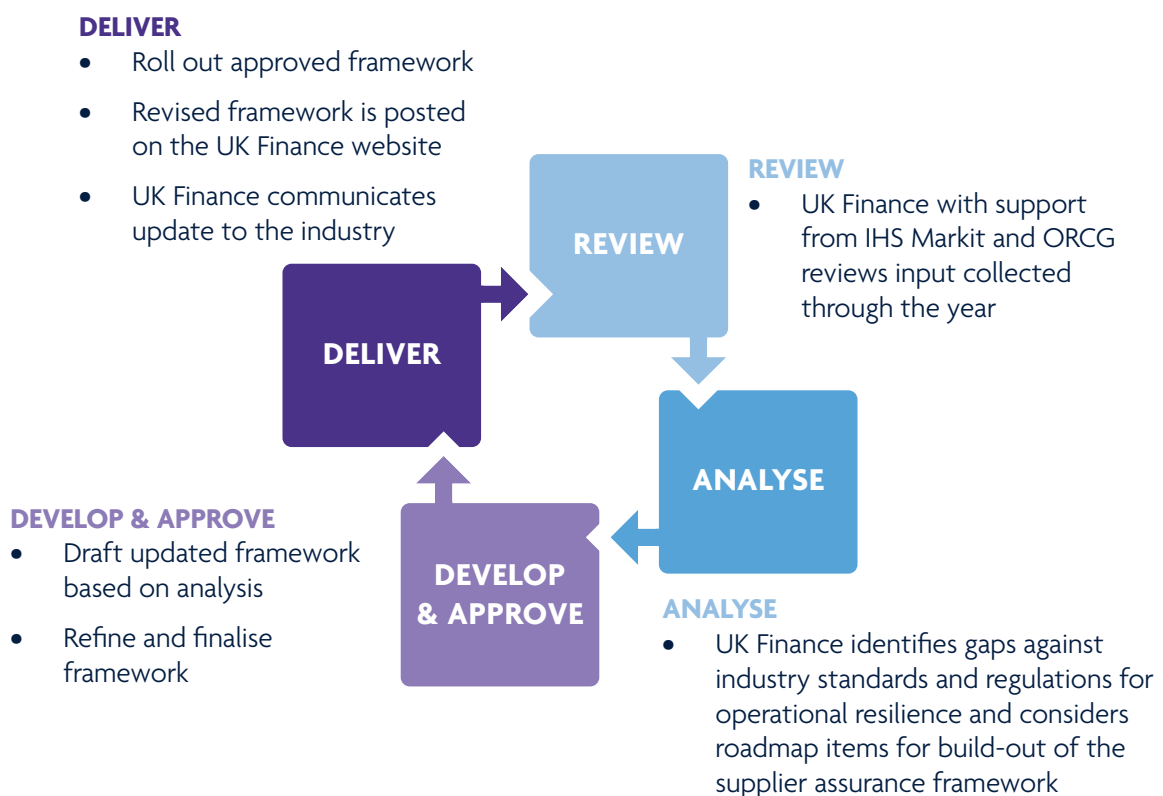 DELIVER
• Roll out approved framework
• Revised framework is posted
on the UK Finance website
• UK Finance communicates
update to the industry
REVIEW
REVIEW
• UK Finance with support
from IHS Markit and ORCG
reviews input collected
through the year
DELIVER
ANALYSE
DEVELOP & APPROVE
• Draft updated framework
based on analysis
• Refine and finalise
framework
DEVELOP
& APPROVE
ANALYSE
• UK Finance identifies gaps against
industry standards and regulations for
operational resilience and considers
roadmap items for build-out of the
supplier assurance framework